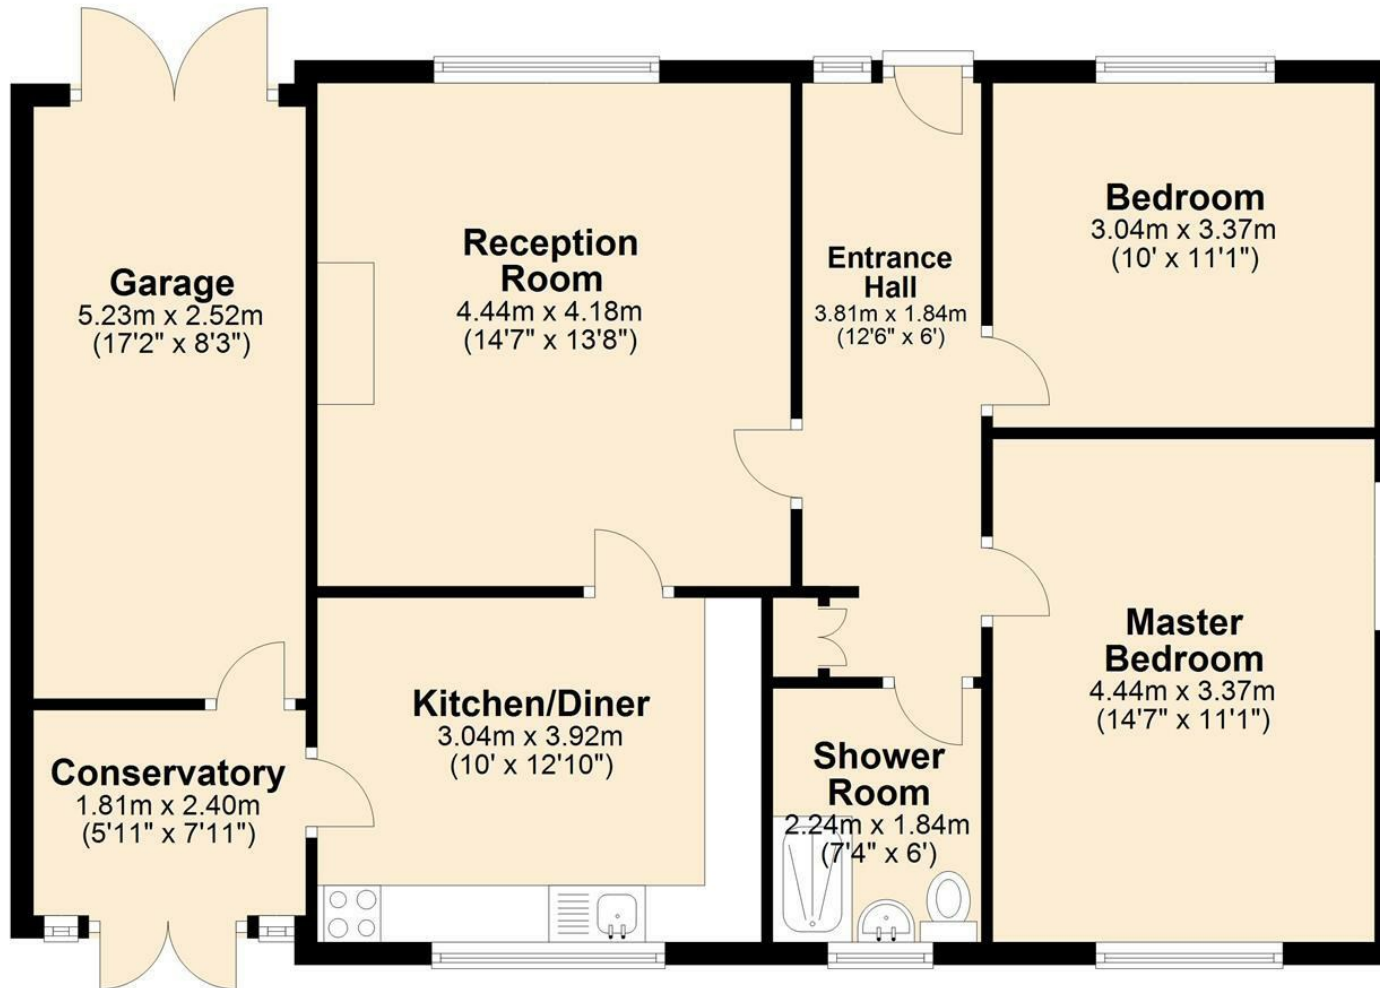 Garage
5.23m x 2.52m
(17'2" x 8'3")
Reception
Room
4.44m x 4.18m
(14'7" x 13'8")
Entrance
Hall
3.81m x 1.84m
(12'6" x 6')
Bedroom
3.04m x 3.37m
(10' x 11'1")
Conservatory
1.81m x 2.40m
(5'11" x 7'11")
Kitchen/Diner
3.04m x 3.92m
(10' x 12'10")
Shower
Room
2.24m x 1.84m
(7'4" x 6')
Master
Bedroom
4.44m x 3.37m
(14'7" x 11'1")